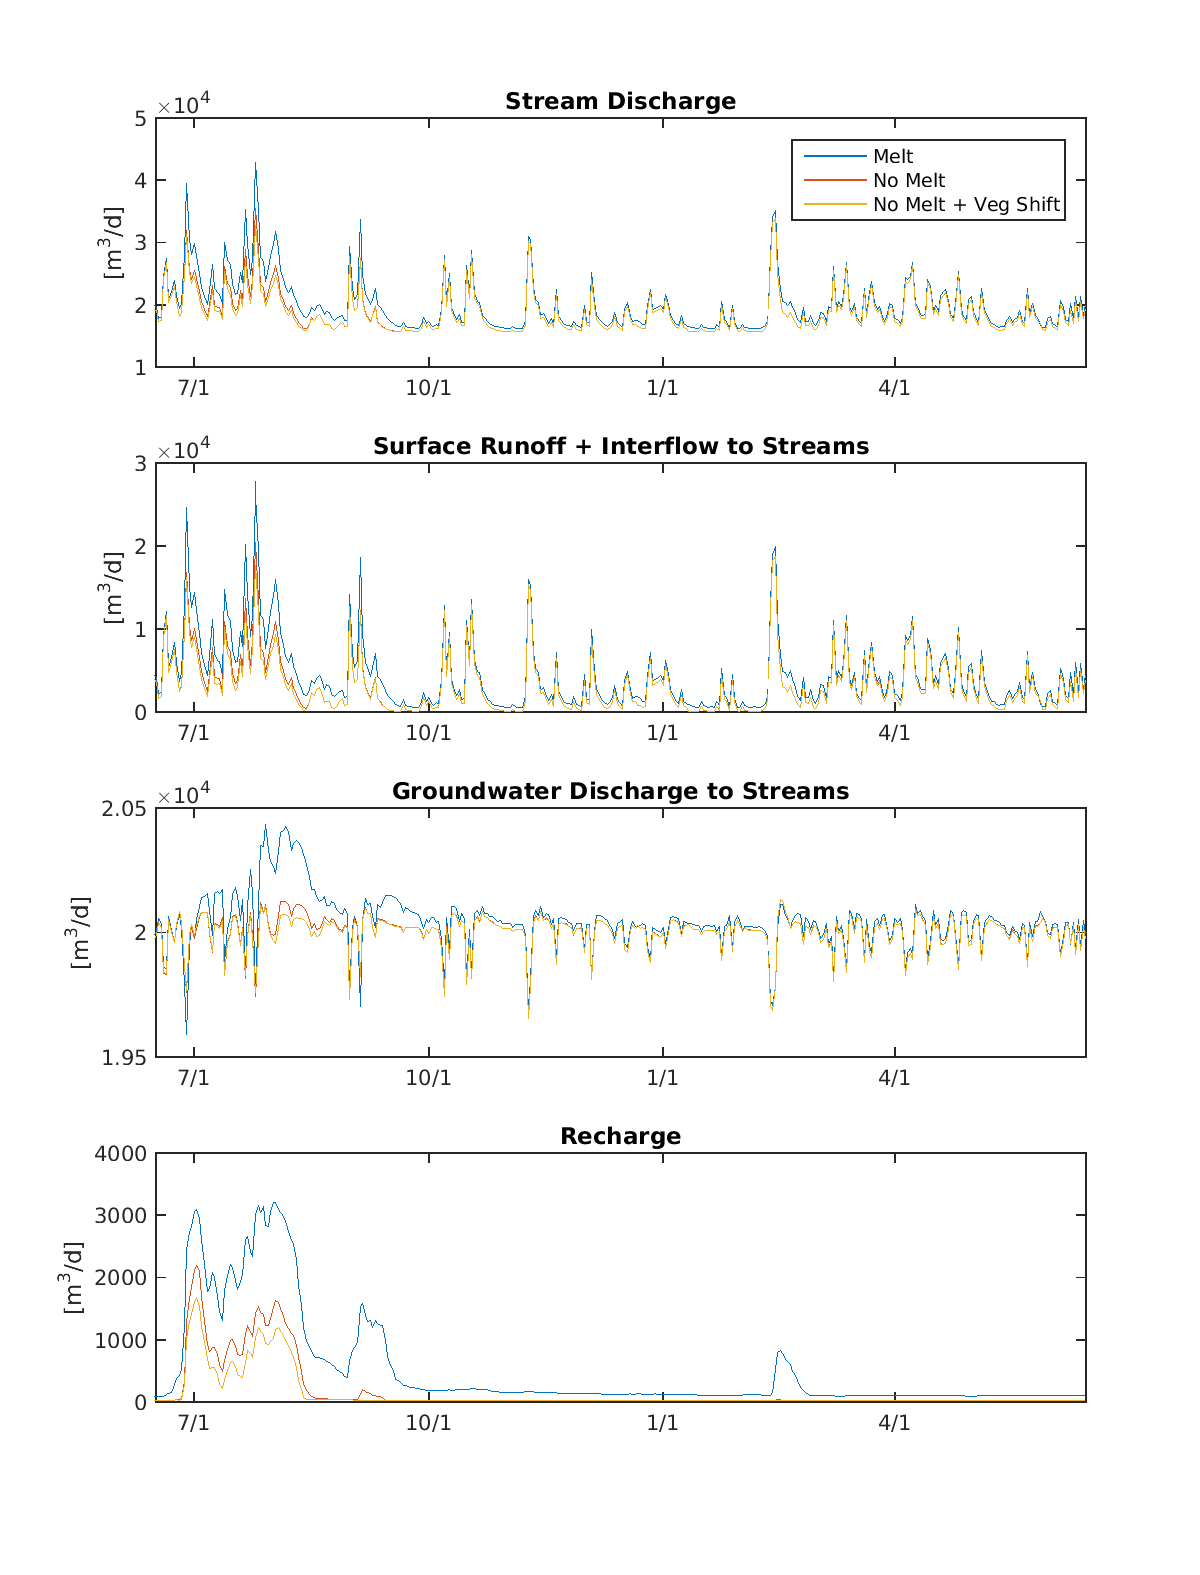 Stream Discharge
×10^4
5
4
3
2
1
[m^3/d]
Melt
No Melt
No Melt + Veg Shift
7/1 10/1 1/1 4/1
Surface Runoff + Interflow to Streams
×10^4
3
2
1
0
[m^3/d]
7/1 10/1 1/1 4/1
Groundwater Discharge to Streams
×10^4
2.05
2
1.95
[m^3/d]
7/1 10/1 1/1 4/1
Recharge
4000
3000
2000
1000
0
[m^3/d]
7/1 10/1 1/1 4/1